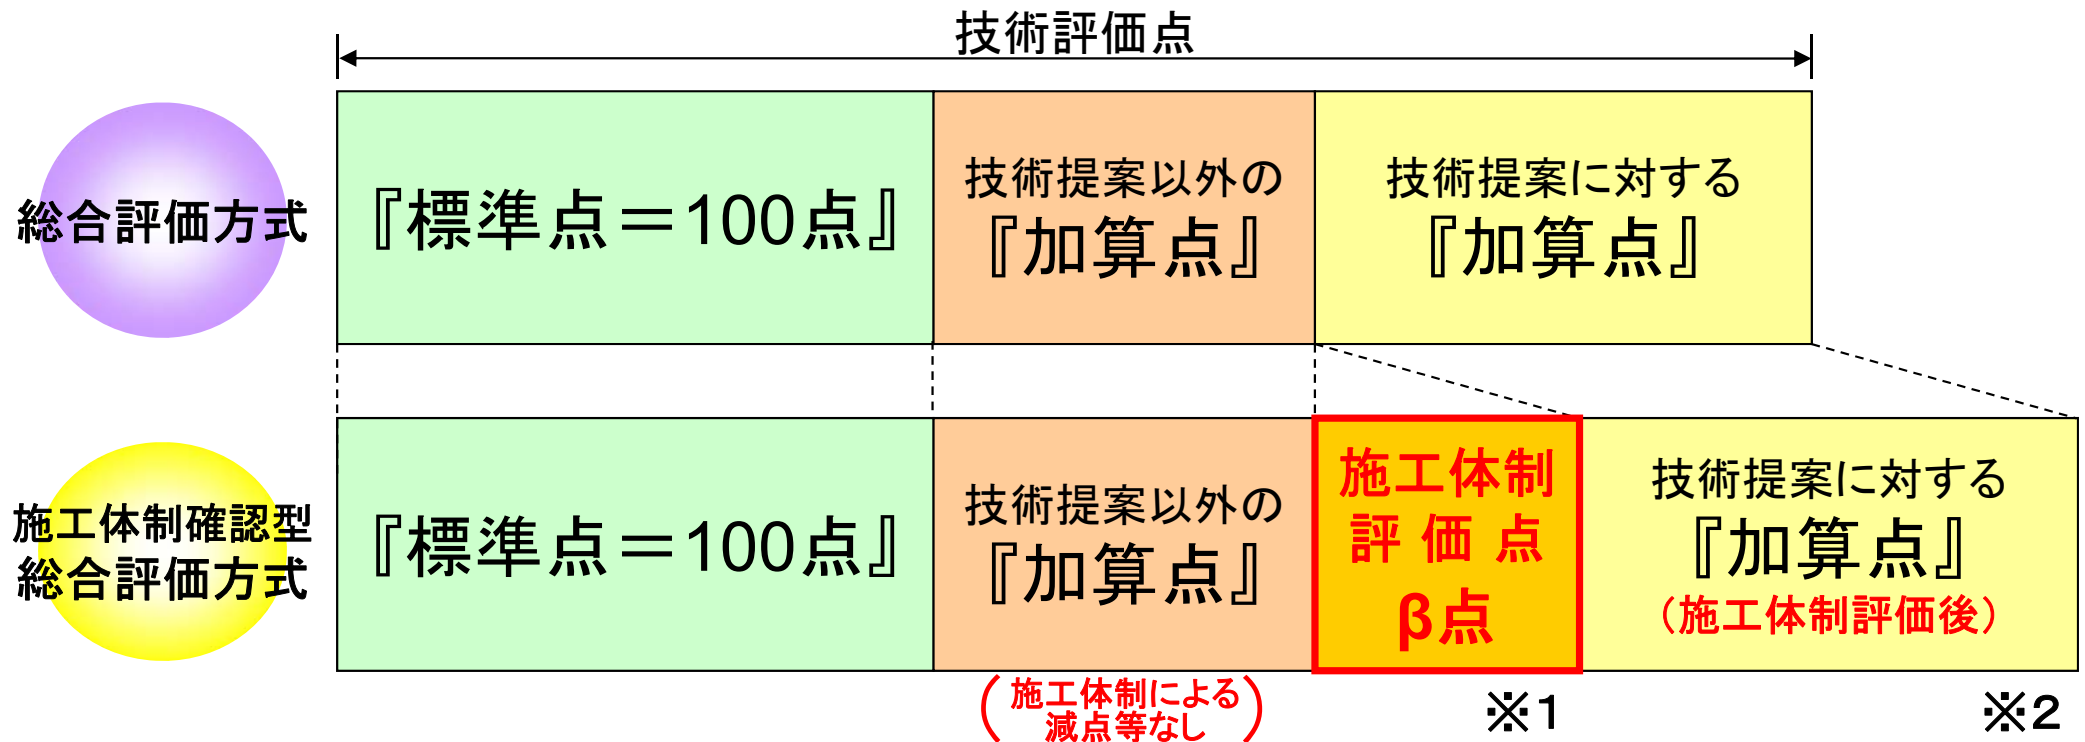 技術評価点
総合評価方式
『標準点＝100点』
技術提案以外の
『加算点』
技術提案に対する
『加算点』
施工体制確認型
総合評価方式
『標準点＝100点』
技術提案以外の
『加算点』
施工体制
評 価 点
β点
技術提案に対する
『加算点』
（施工体制評価後）
（施工体制による
減点等なし）
※1
※2